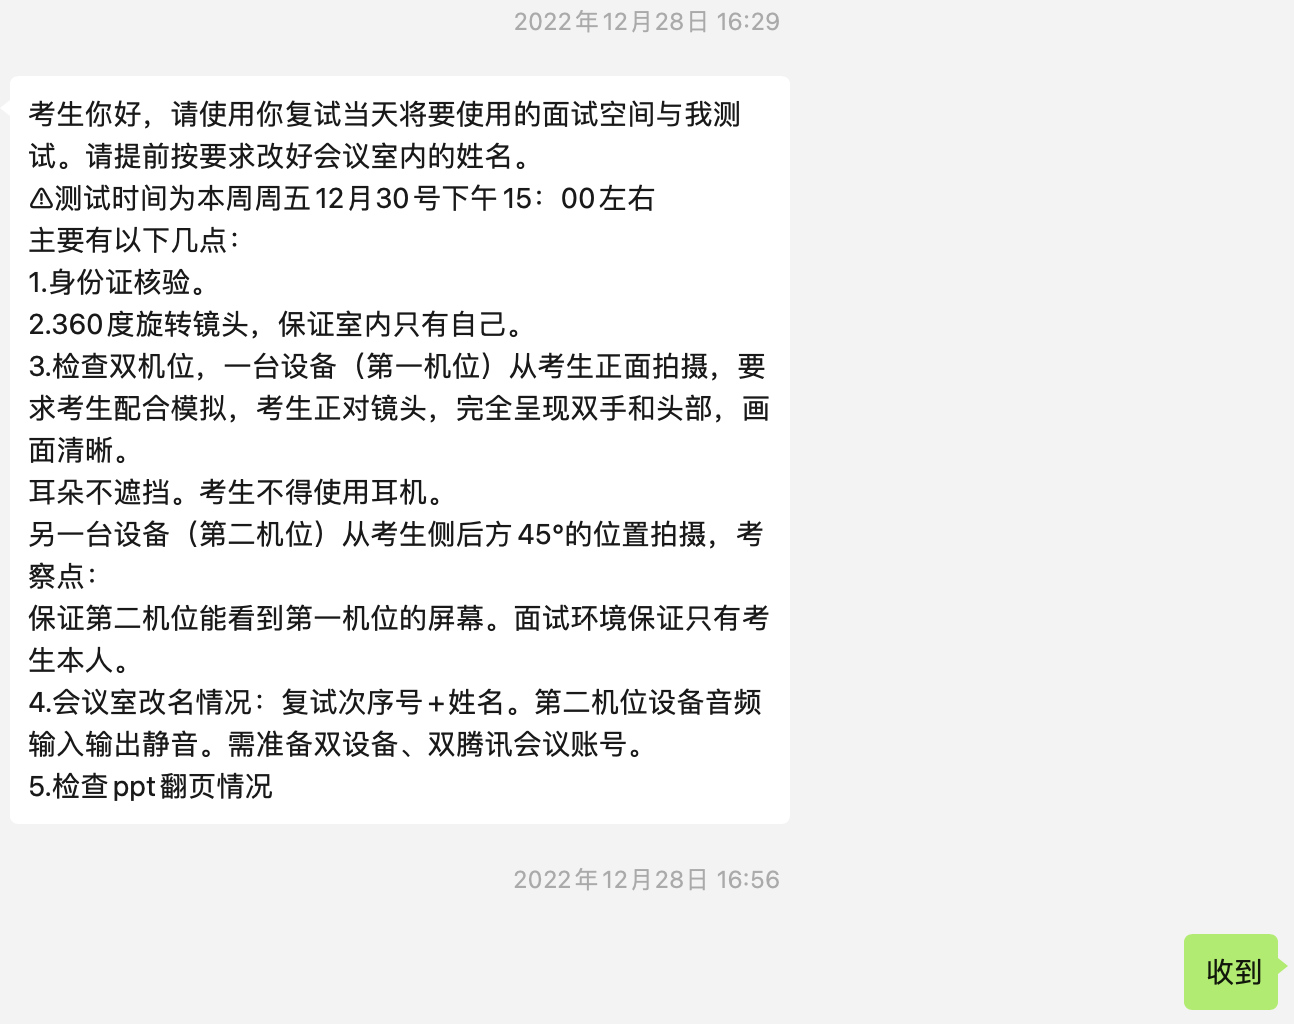 2022年12月28日 16:29
考生你好，请使用你复试当天将要使用的面试空间与我测
试。请提前按要求改好会议室内的姓名。
⚠测试时间为本周周五12月30号下午15：00左右
主要有以下几点：
1.身份证核验。
2.360度旋转镜头，保证室内只有自己。
3.检查双机位，一台设备（第一机位）从考生正面拍摄，要
求考生配合模拟，考生正对镜头，完全呈现双手和头部，画
面清晰。
耳朵不遮挡。考生不得使用耳机。
另一台设备（第二机位）从考生侧后方45°的位置拍摄，考
察点：
保证第二机位能看到第一机位的屏幕。面试环境保证只有考
生本人。
4.会议室改名情况：复试次序号+姓名。第二机位设备音频
输入输出静音。需准备双设备、双腾讯会议账号。
5.检查ppt翻页情况
2022年12月28日 16:56
收到